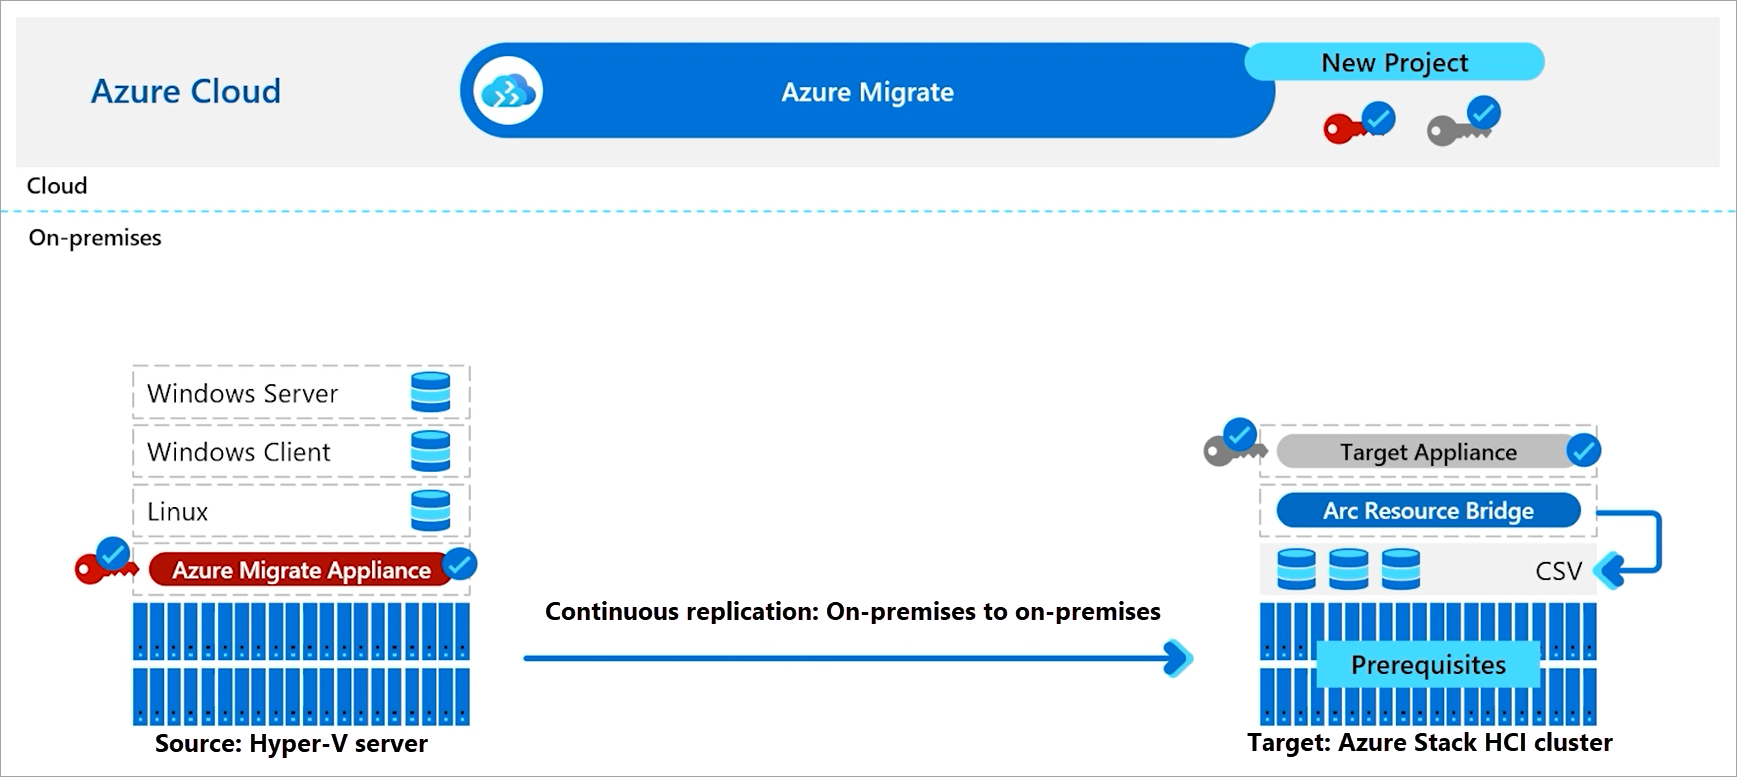 Azure Cloud
Azure Migrate
New Project
Cloud
On-premises
Windows Server
Windows Client
Linux
Azure Migrate Appliance
Source: Hyper-V server
Continuous replication: On-premises to on-premises
Target Appliance
Arc Resource Bridge
CSV
Prerequisites
Target: Azure Stack HCI cluster